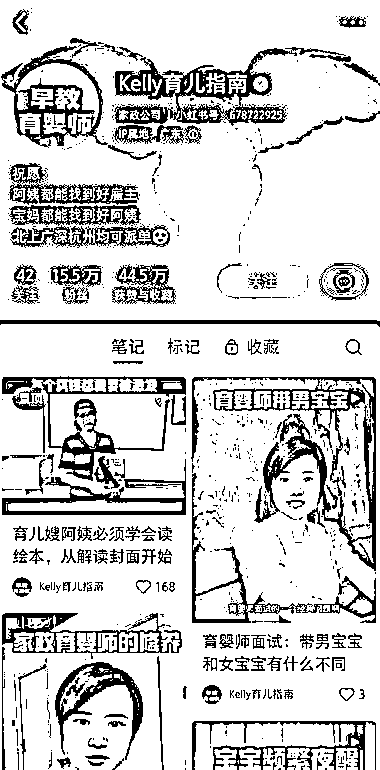 早教
育婴师
Kelly育儿指南
家政公司 | 小红书号：678722925
IP属地：广东
祝愿：
阿姨都能找到好雇主
宝妈都能找到好阿姨
北上广深杭州均可派单
42
关注
15.5万
粉丝
44.5万
获赞与收藏
关注
笔记
标记
收藏
育儿嫂阿姨必须学会读
绘本，从解读封面开始
Kelly育儿指南
168
育婴师带男宝宝
育婴师面试：带男宝宝
和女宝宝有什么不同
Kelly育儿指南
3
家政育婴师的修养
宝宝频繁夜醒